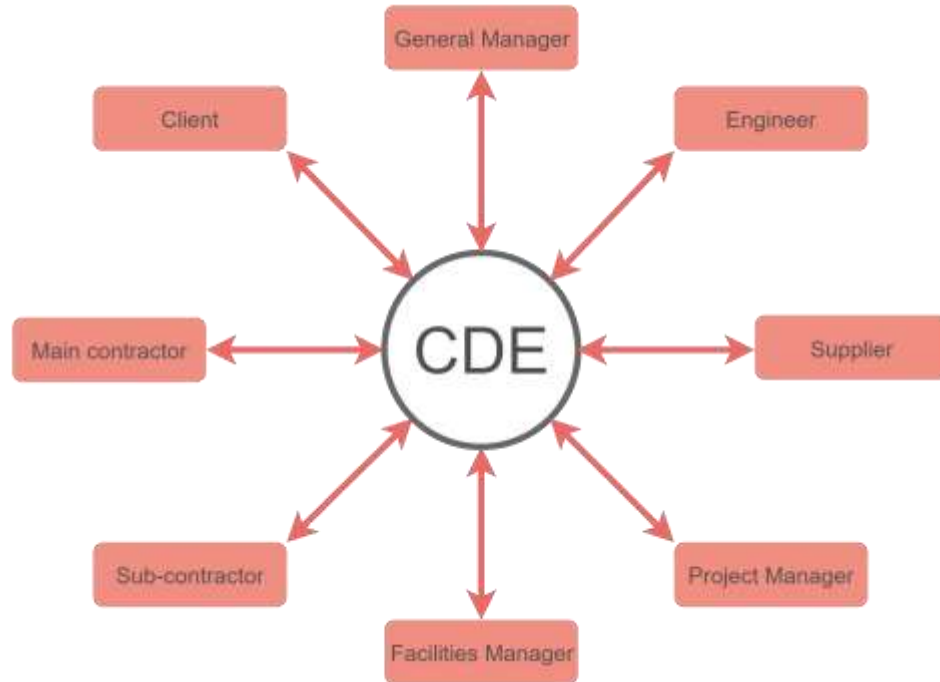 General Manager
Client
Engineer
CDE
Main contractor
Supplier
Sub-contractor
Project Manager
Facilities Manager